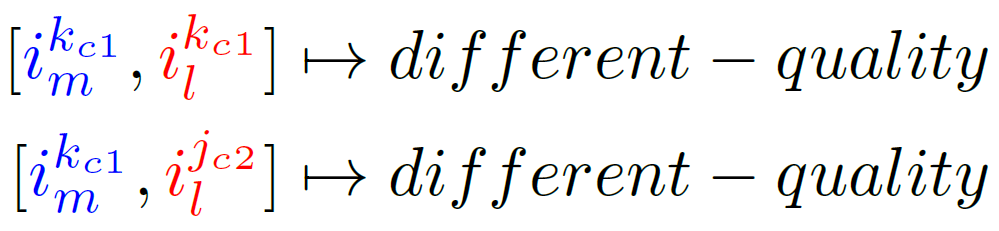 [i_m^{k_{c1}}, i_l^{k_{c1}}] ↦ different − quality
[i_m^{k_{c1}}, i_l^{j_{c2}}] ↦ different − quality